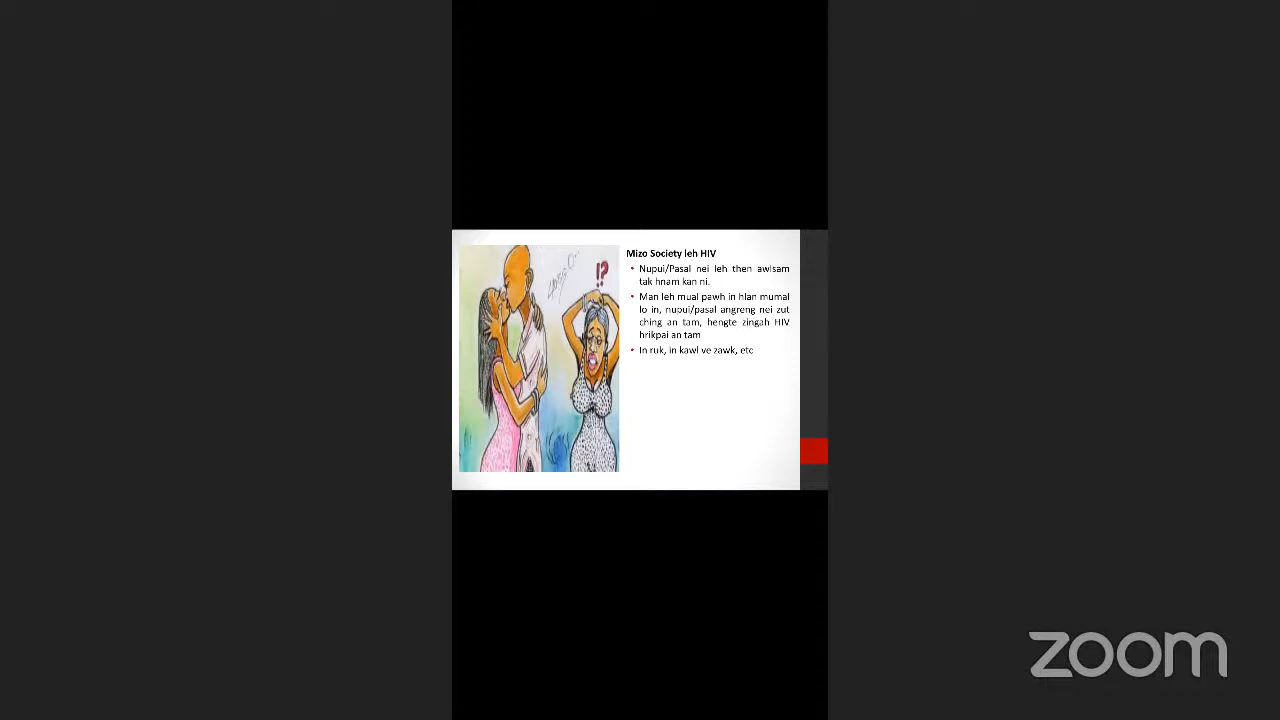 Mizo Society leh HIV
• Nupui/Pasal nei leh then awlsam
tak hnam kan ni.
• Man leh mual pawh in hlan mumal
lo in, nupui/pasal angreng nei zut
ching an tam, hengte zingah HIV
hrikpai an tam
• In ruk, in kawl ve zawk, etc
!?
zoom